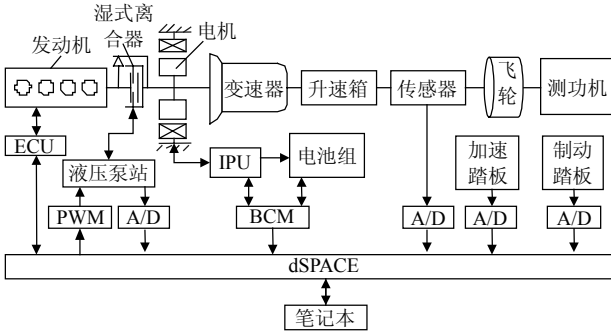 湿式离
合器
发动机
电机
变速器
升速箱
传感器
飞
轮
测功机
ECU
液压泵站
IPU
电池组
加速
踏板
制动
踏板
PWM
A/D
BCM
A/D
A/D
A/D
dSPACE
笔记本